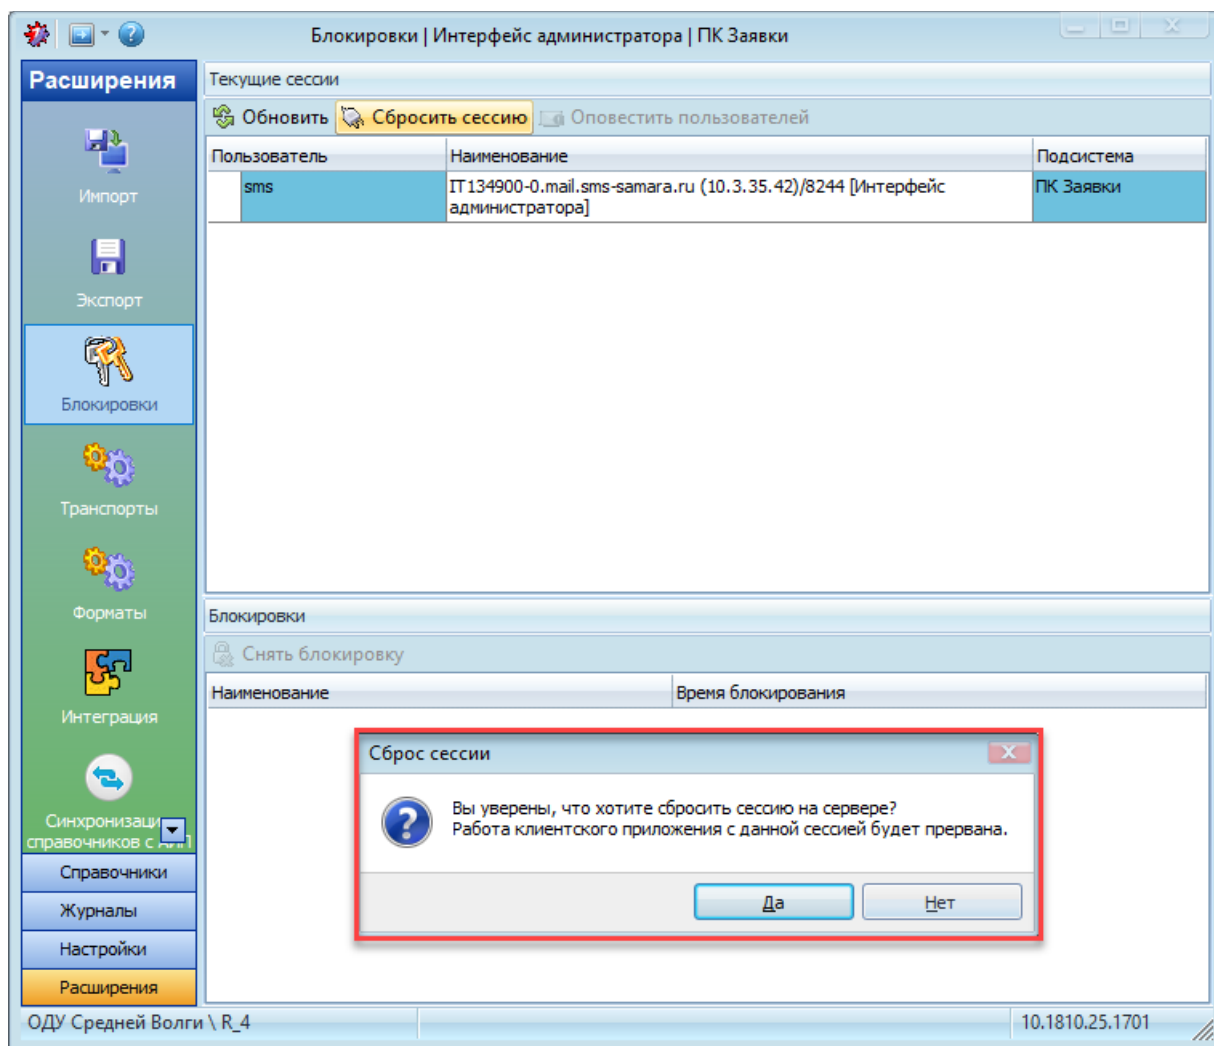 Блокировки | Интерфейс администратора | ПК Заявки
Расширения
Импорт
Экспорт
Блокировки
Транспорты
Форматы
Интеграция
Синхронизаци
справочников с
Справочники
Журналы
Настройки
Расширения
Текущие сессии
Обновить Сбросить сессию Оповестить пользователей
Пользователь Наименование Подсистема
sms IT134900-0.mail.sms-samara.ru (10.3.35.42)/8244 [Интерфейс ПК Заявки
администратора]
Блокировки
Снять блокировку
Наименование Время блокирования
Сброс сессии
Вы уверены, что хотите сбросить сессию на сервере?
Работа клиентского приложения с данной сессией будет прервана.
Да Нет
ОДУ Средней Волги \ R_4 10.1810.25.1701